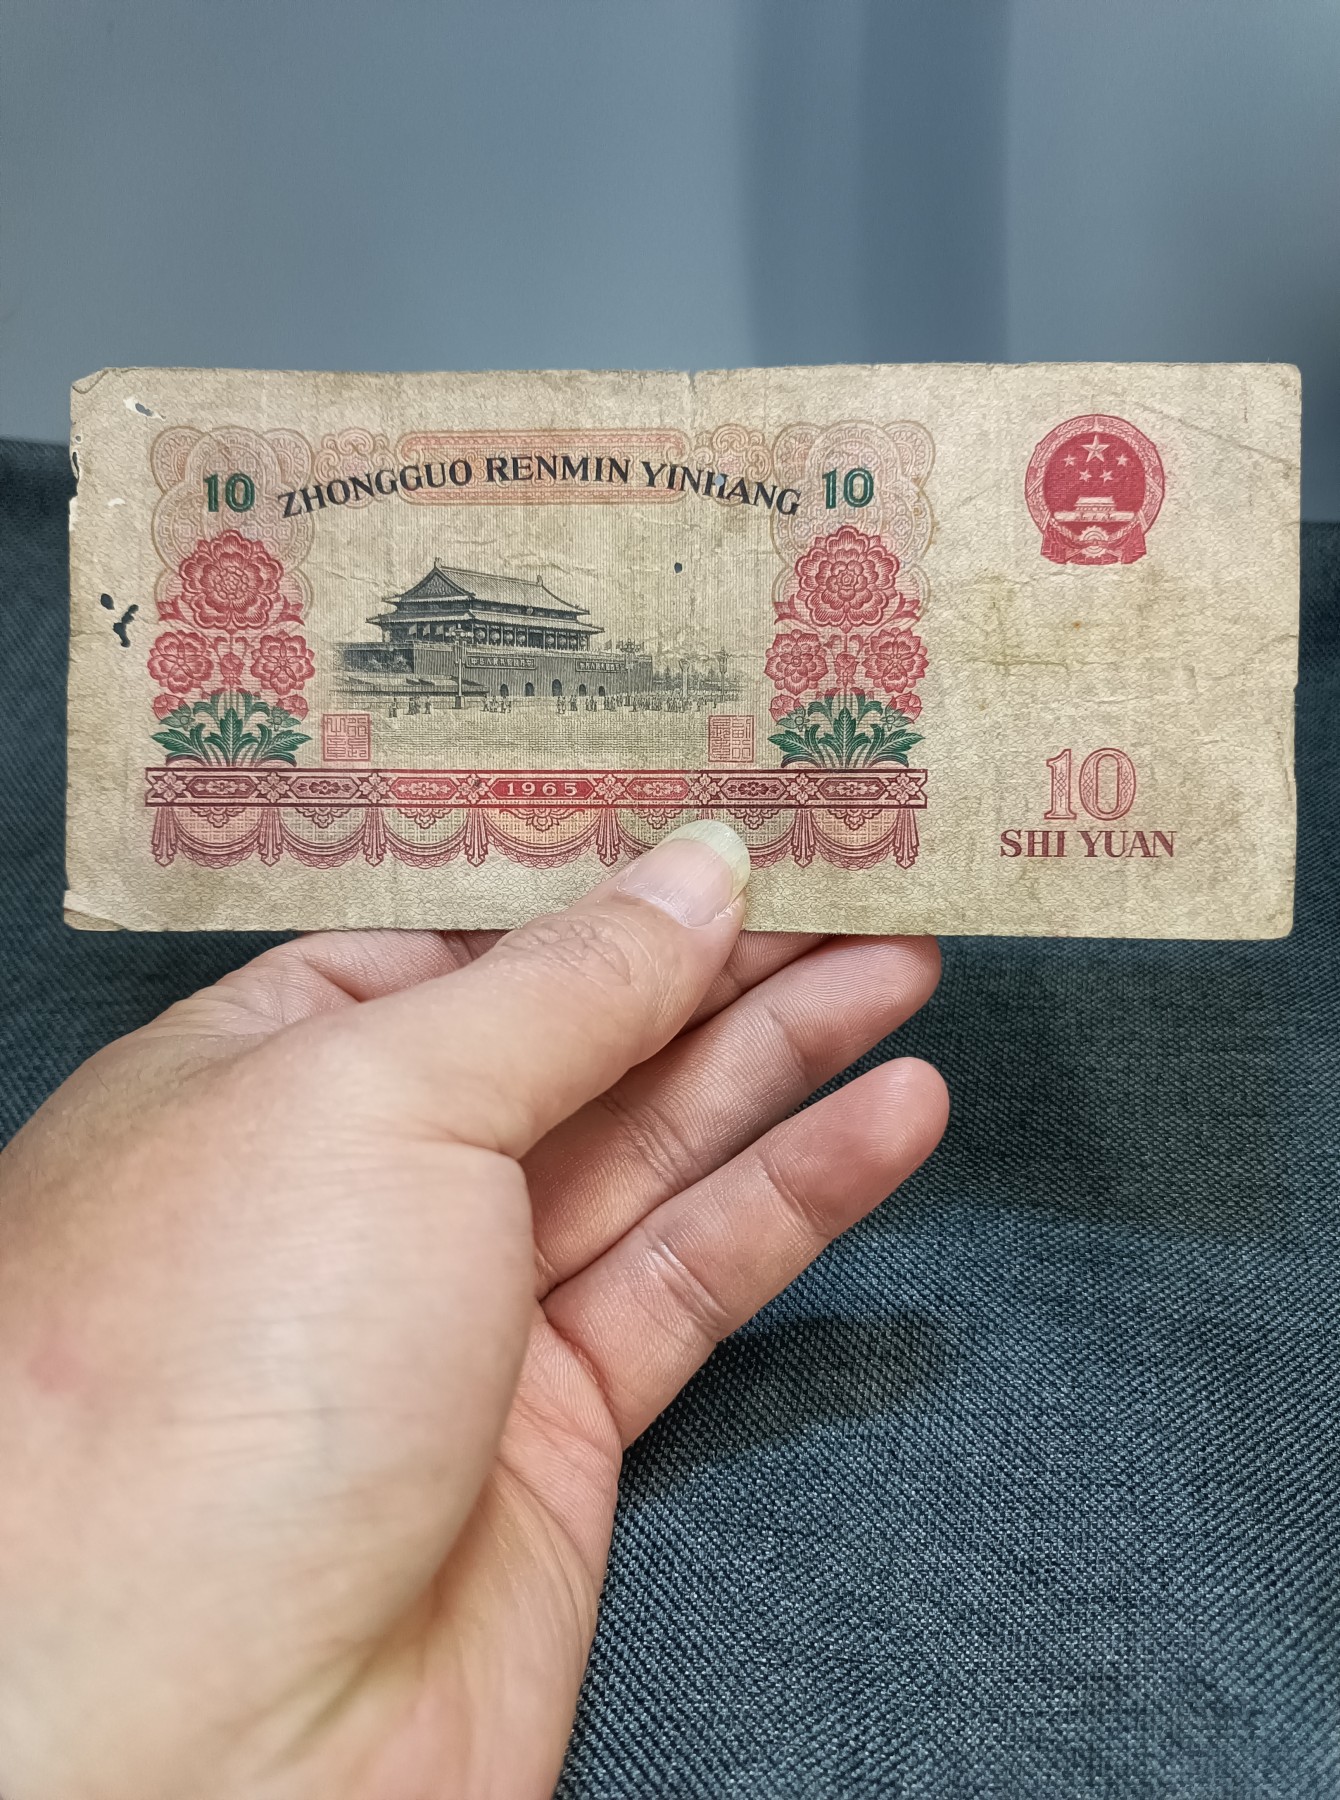 10 ZHONGGUO RENMIN YINHANG 10
1965
10
SHI YUAN